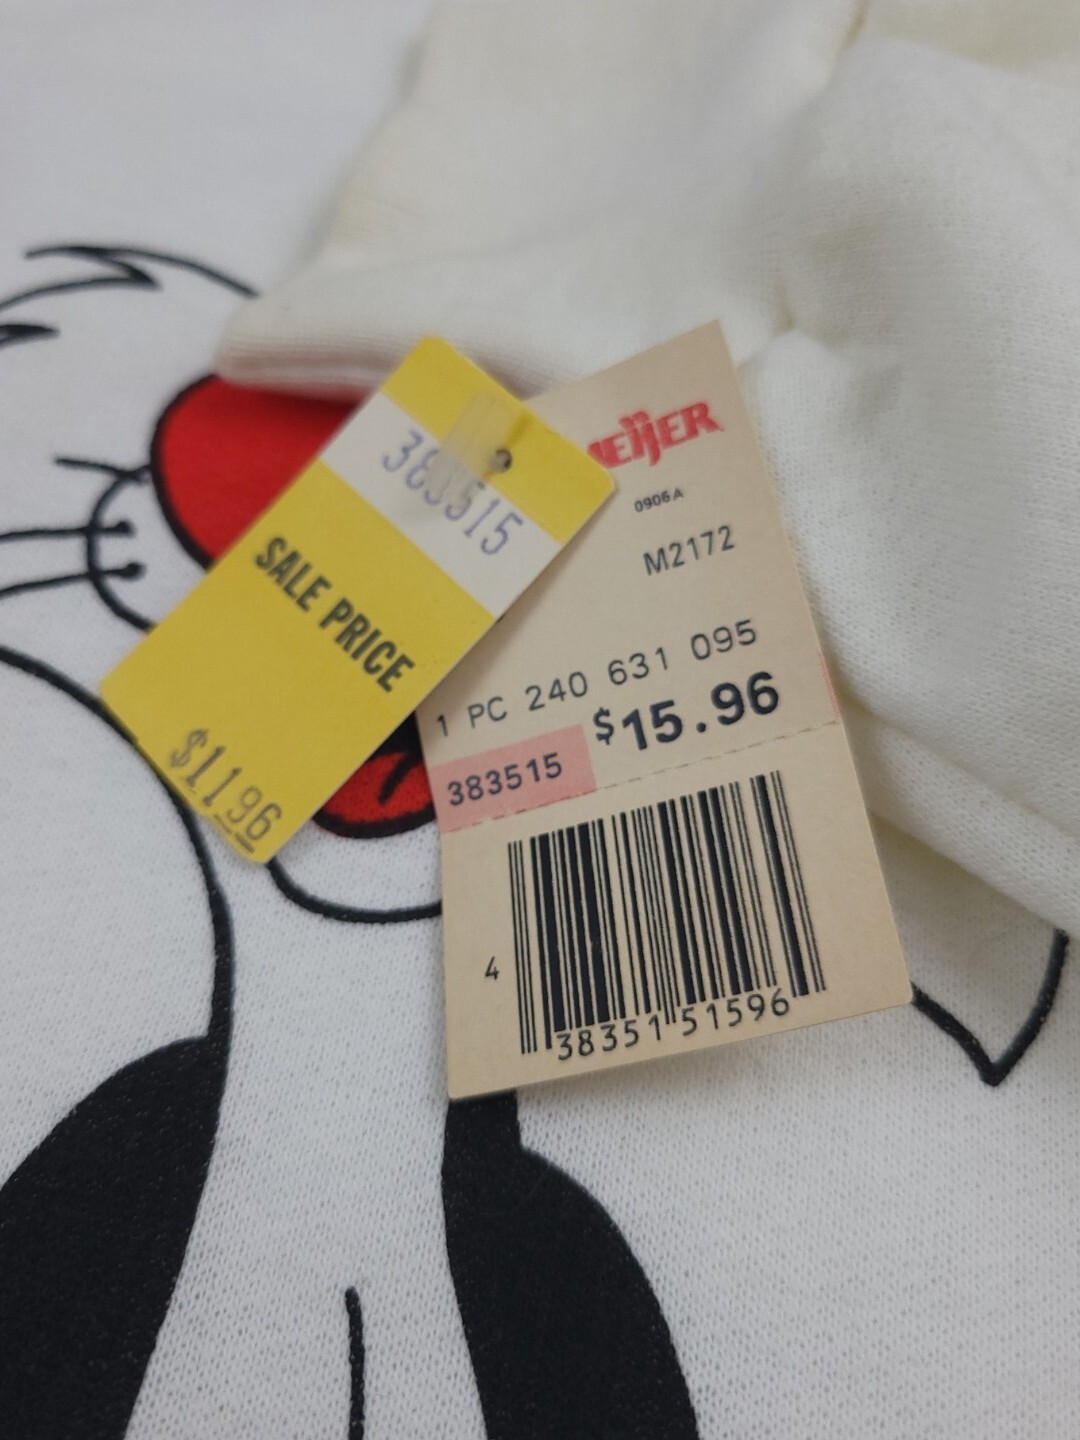 383515
SALE PRICE
$11.96
MEIJER
0906A
M2172
1 PC 240 631 095
$15.96
383515
4
38351 51596